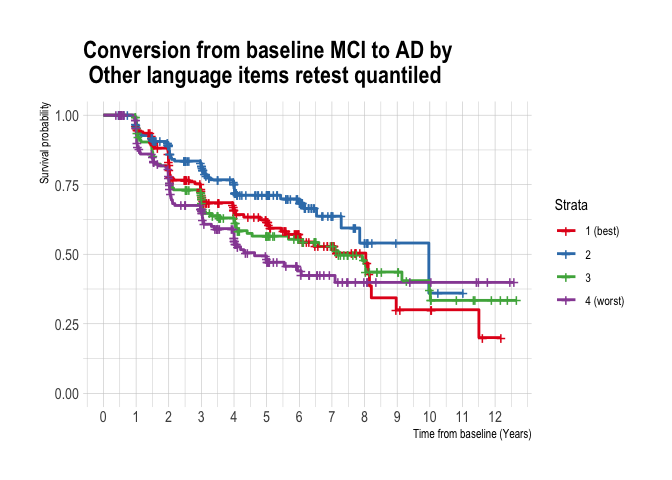 Conversion from baseline MCI to AD by
Other language items retest quantiled
Survival probability
1.00
0.75
0.50
0.25
0.00
0 1 2 3 4 5 6 7 8 9 10 11 12
Time from baseline (Years)
Strata
1 (best)
2
3
4 (worst)